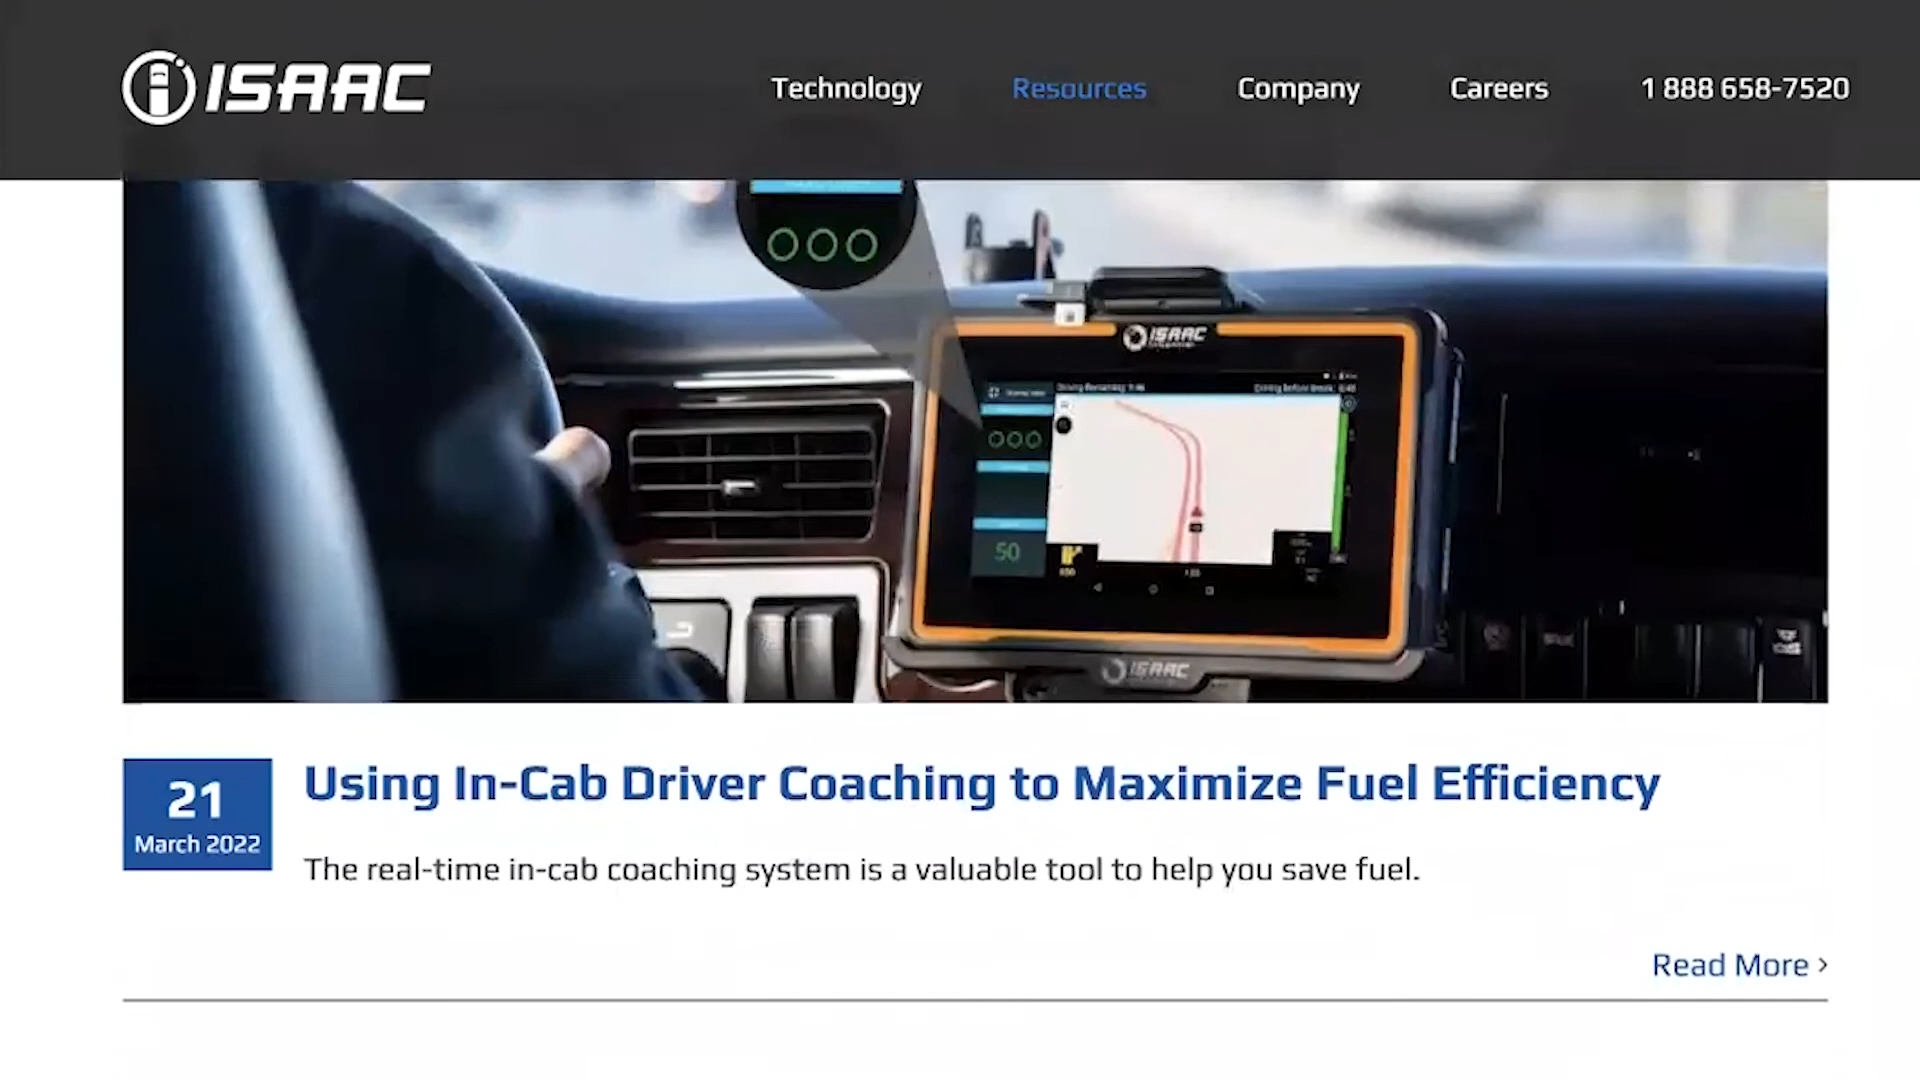 ISAAC
Technology
Resources
Company
Careers
1 888 658-7520
ISAAC
50
ISAAC
21
March 2022
Using In-Cab Driver Coaching to Maximize Fuel Efficiency
The real-time in-cab coaching system is a valuable tool to help you save fuel.
Read More >